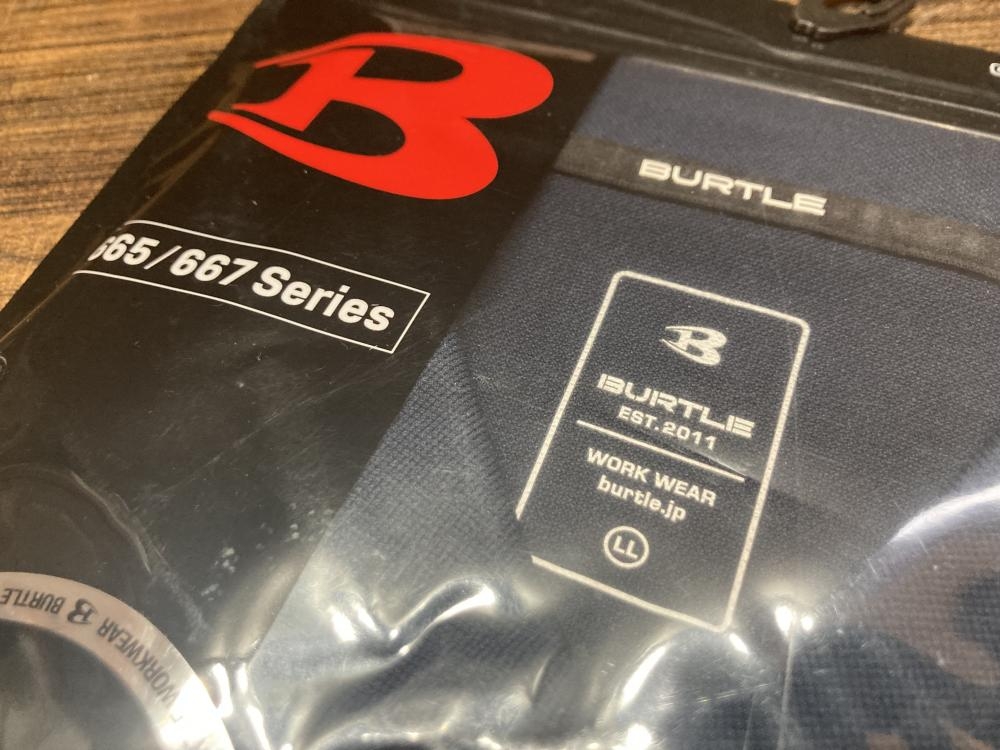 BURTLE
665/667 Series
BURTLE
EST.2011
WORK WEAR
burtle.jp
LL
WORKWEAR B BURTLE